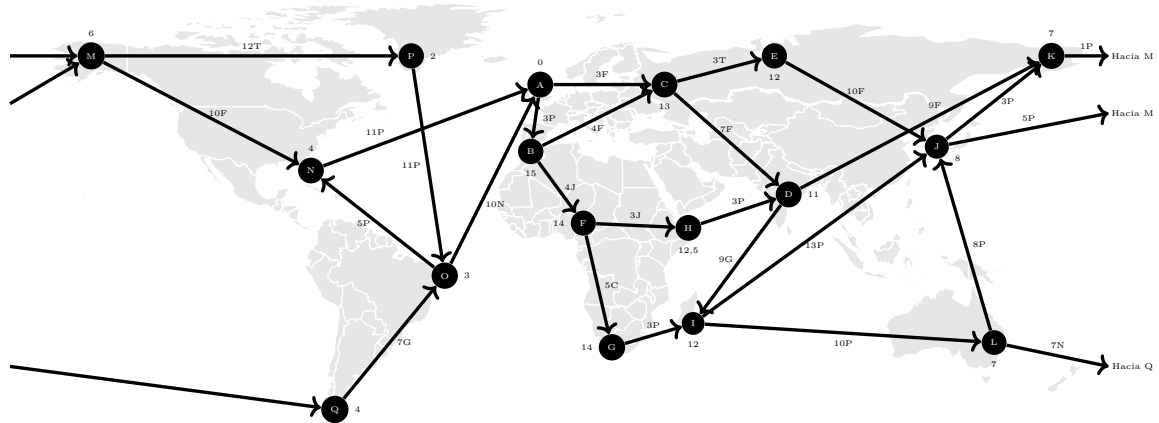 6
7
M
12T
P
2
K
1P
Hacia M
0
A
3F
C
13
3T
E
12
10F
9F
3P
5P
Hacia M
10F
11P
3P
4F
7F
J
8
4
N
11P
B
15
4J
3P
D
11
5P
10N
14
F
3J
H
12,5
13P
8P
O
3
9G
5C
7G
14
G
3P
I
12
10P
L
7
7N
Hacia Q
Q
4